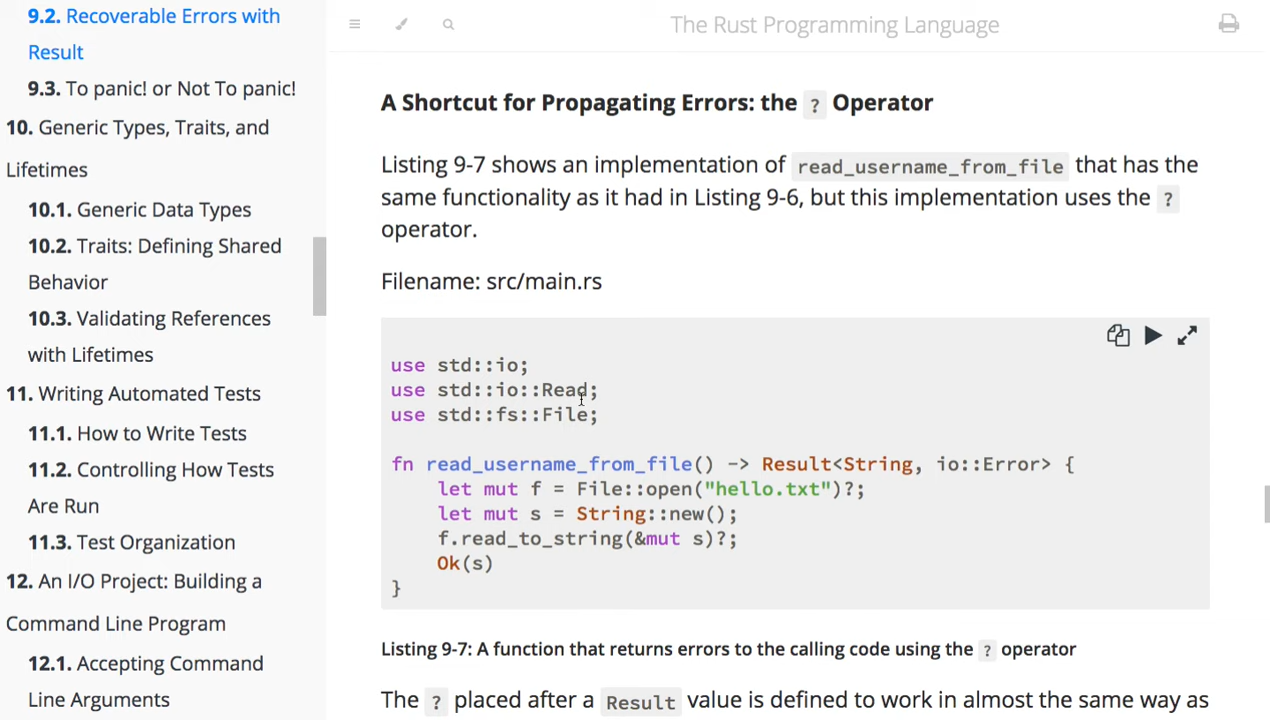 9.2. Recoverable Errors with
Result
9.3. To panic! or Not To panic!
10. Generic Types, Traits, and
Lifetimes
10.1. Generic Data Types
10.2. Traits: Defining Shared
Behavior
10.3. Validating References
with Lifetimes
11. Writing Automated Tests
11.1. How to Write Tests
11.2. Controlling How Tests
Are Run
11.3. Test Organization
12. An I/O Project: Building a
Command Line Program
12.1. Accepting Command
Line Arguments
The Rust Programming Language
A Shortcut for Propagating Errors: the ? Operator
Listing 9-7 shows an implementation of read_username_from_file that has the
same functionality as it had in Listing 9-6, but this implementation uses the ?
operator.
Filename: src/main.rs
use std::io;
use std::io::Read;
use std::fs::File;
fn read_username_from_file() -> Result<String, io::Error> {
    let mut f = File::open("hello.txt")?;
    let mut s = String::new();
    f.read_to_string(&mut s)?;
    Ok(s)
}
Listing 9-7: A function that returns errors to the calling code using the ? operator
The ? placed after a Result value is defined to work in almost the same way as